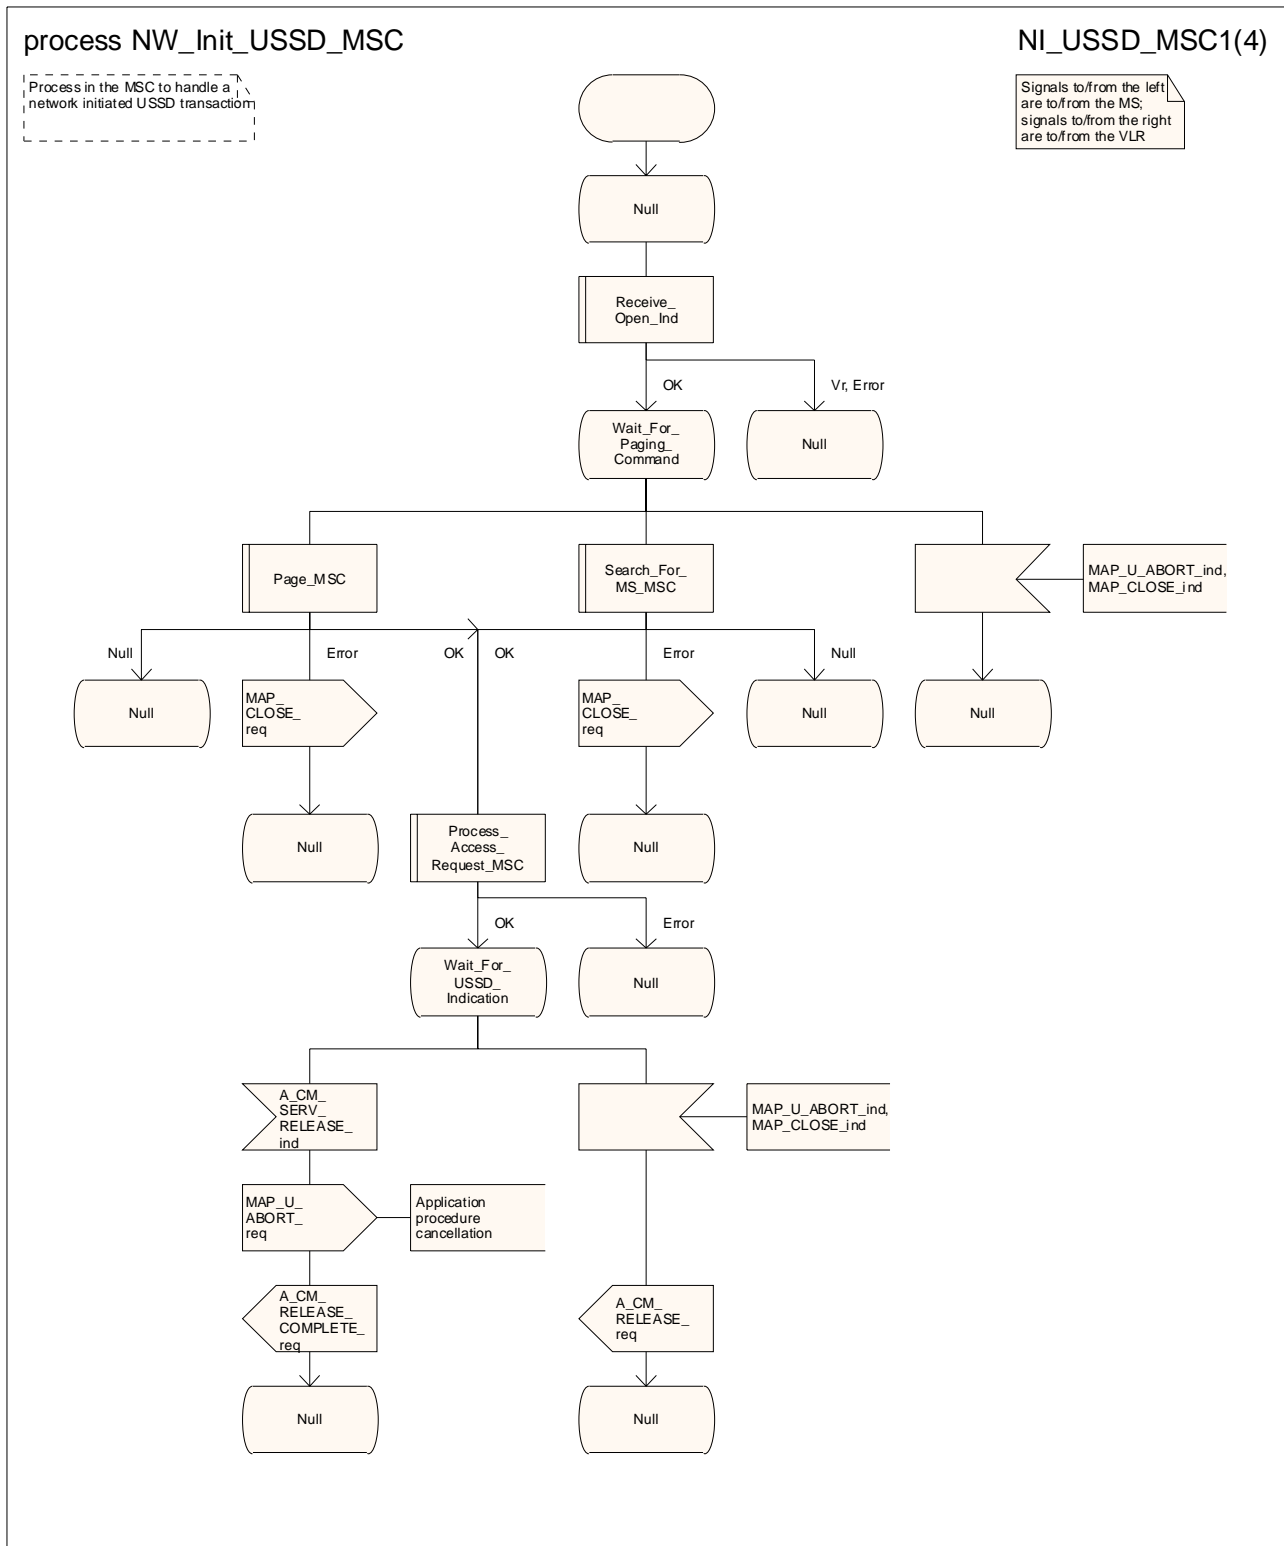 process NW_Init_USSD_MSC
NI_USSD_MSC1(4)
Process in the MSC to handle a
network initiated USSD transaction
Signals to/from the left
are to/from the MS;
signals to/from the right
are to/from the VLR
Null
Receive_
Open_Ind
OK
Vr, Error
Wait_For_
Paging_
Command
Null
Page_MSC
Search_For_
MS_MSC
MAP_U_ABORT_ind,
MAP_CLOSE_ind
Null
Error
OK
OK
Error
Null
Null
MAP_
CLOSE_
req
MAP_
CLOSE_
req
Null
Null
Null
Process_
Access_
Request_MSC
Null
OK
Error
Wait_For_
USSD_
Indication
Null
A_CM_
SERV_
RELEASE_
ind
MAP_U_ABORT_ind,
MAP_CLOSE_ind
MAP_U_
ABORT_
req
Application
procedure
cancellation
A_CM_
RELEASE_
COMPLETE_
req
A_CM_
RELEASE_
req
Null
Null